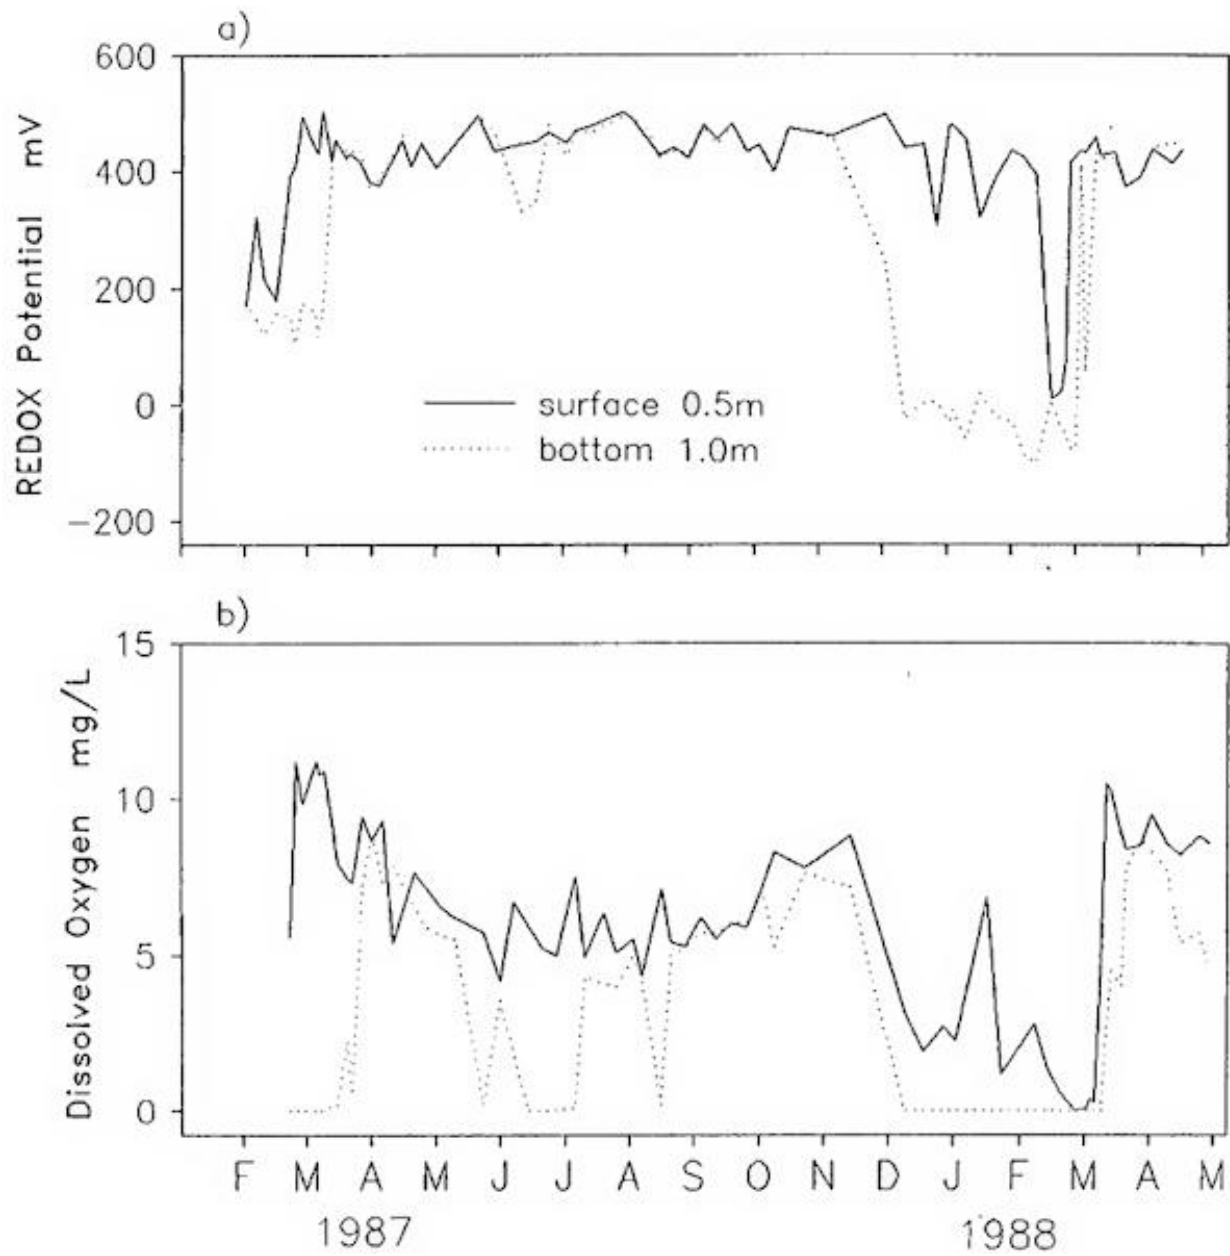 a)
600
400
200
0
−200
REDOX Potential mV
surface 0.5m
bottom 1.0m
b)
15
10
5
0
Dissolved Oxygen mg/L
F M A M J J A S O N D J F M A M
1987 1988